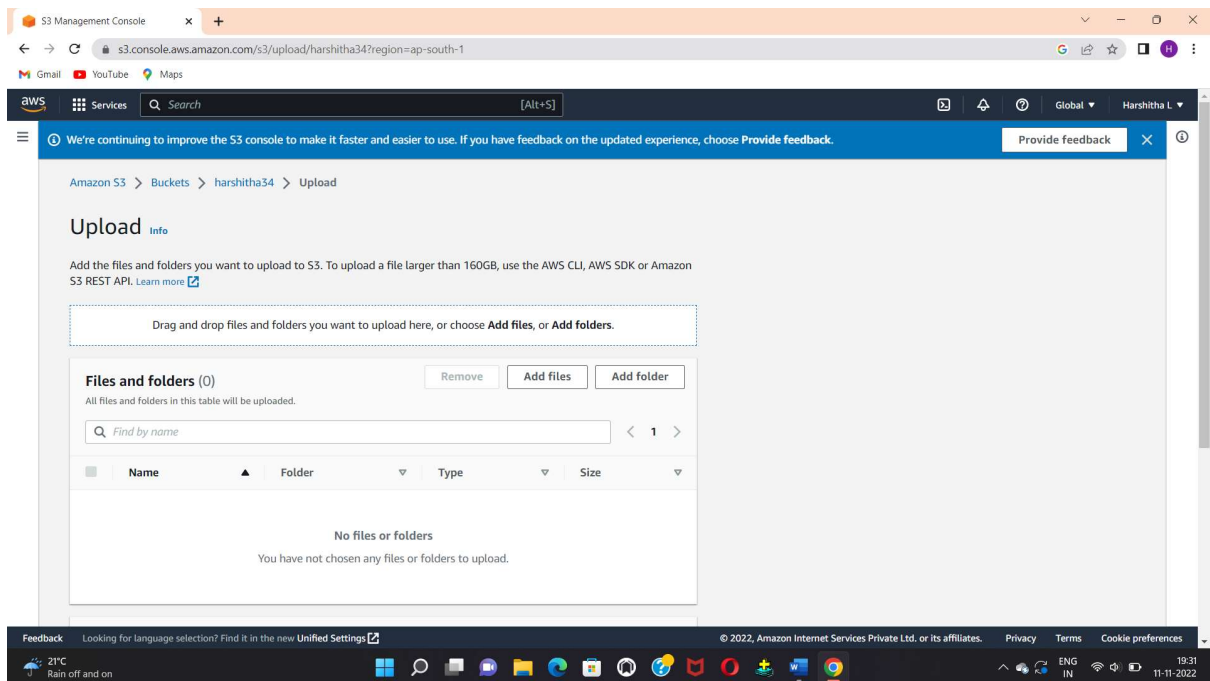 S3 Management Console
s3.console.aws.amazon.com/s3/upload/harshitha34?region=ap-south-1
G
H
Gmail YouTube Maps
aws Services Search [Alt+S] Global Harshitha L
We're continuing to improve the S3 console to make it faster and easier to use. If you have feedback on the updated experience, choose Provide feedback. Provide feedback
Amazon S3 > Buckets > harshitha34 > Upload
Upload Info
Add the files and folders you want to upload to S3. To upload a file larger than 160GB, use the AWS CLI, AWS SDK or Amazon
S3 REST API. Learn more
Drag and drop files and folders you want to upload here, or choose Add files, or Add folders.
Files and folders (0) Remove Add files Add folder
All files and folders in this table will be uploaded.
Find by name < 1 >
Name Folder Type Size
No files or folders
You have not chosen any files or folders to upload.
Feedback Looking for language selection? Find it in the new Unified Settings © 2022, Amazon Internet Services Private Ltd. or its affiliates. Privacy Terms Cookie preferences
21°C ENG 19:31
Rain off and on IN 11-11-2022